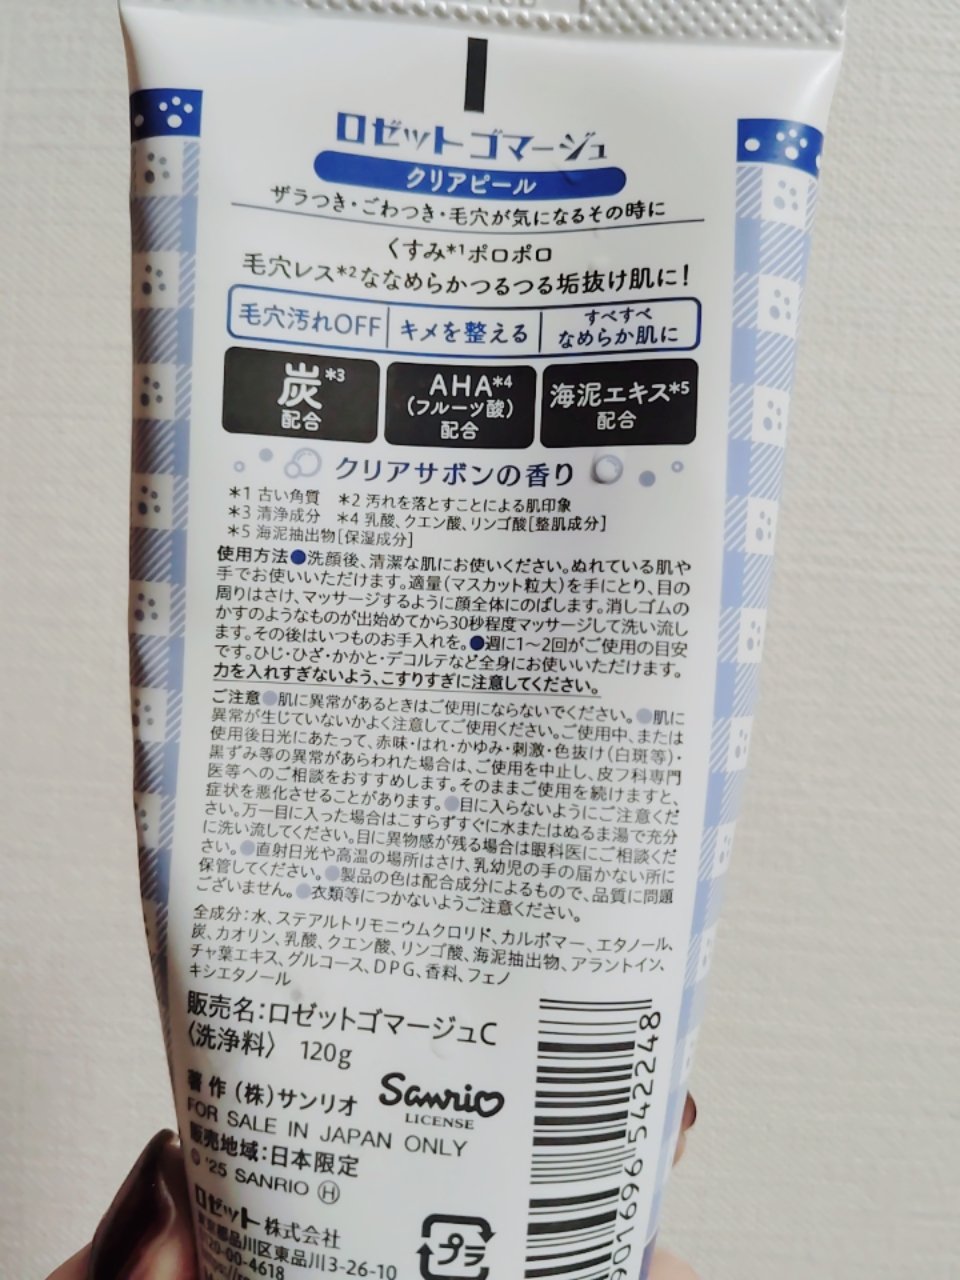 ロゼット ゴマージュ
クリアピール
ザラつき・ごわつき・毛穴が気になるその時に
くすみ*1ポロポロ
毛穴レス*2ななめらかつるつる垢抜け肌に!
毛穴汚れOFF キメを整える すべすべ なめらか肌に
炭*3 配合
AHA*4 (フルーツ酸) 配合
海泥エキス*5 配合
クリアサボンの香り
*1 古い角質 *2 汚れを落とすことによる肌印象
*3 清浄成分 *4 乳酸、クエン酸、リンゴ酸[整肌成分]
*5 海泥抽出物[保湿成分]
使用方法●洗顔後、清潔な肌にお使いください。ぬれている肌や
手でお使いいただけます。適量(マスカット粒大)を手にとり、目の
周りはさけ、マッサージするように顔全体にのばします。消しゴムの
かすのようなものが出始めてから30秒程度マッサージして洗い流し
ます。その後はいつものお手入れを。●週に1〜2回がご使用の目安
です。ひじ・ひざ・かかと・デコルテなど全身にお使いいただけます。
力を入れすぎないよう、こすりすぎに注意してください。
ご注意●肌に異常があるときはご使用にならないでください。●肌に
異常が生じていないかよく注意してご使用ください。ご使用中、または
使用後日光にあたって、赤味・はれ・かゆみ・刺激・色抜け(白斑等)・
黒ずみ等の異常があらわれた場合は、ご使用を中止し、皮フ科専門
医等へのご相談をおすすめします。そのままご使用を続けますと、
症状を悪化させることがあります。●目に入らないようにご注意くだ
さい。万一目に入った場合はこすらずすぐに水またはぬるま湯で充分
に洗い流してください。目に異物感が残る場合は眼科医にご相談くだ
さい。●直射日光や高温の場所はさけ、乳幼児の手の届かない所に
保管してください。●製品の色は配合成分によるもので、品質に問題
ございません。●衣類等につかないようご注意ください。
全成分:水、ステアルトリモニウムクロリド、カルボマー、エタノール、
炭、カオリン、乳酸、クエン酸、リンゴ酸、海泥抽出物、アラントイン、
チャ葉エキス、グルコース、DPG、香料、フェノ
キシエタノール
販売名:ロゼットゴマージュC
〈洗浄料〉 120g
著作(株)サンリオ
Sanrio
LICENSE
FOR SALE IN JAPAN ONLY
販売地域:日本限定
© '25 SANRIO Ⓗ
ロゼット株式会社
東京都品川区東品川3-26-10
0120-00-4618
プラ
601696542248